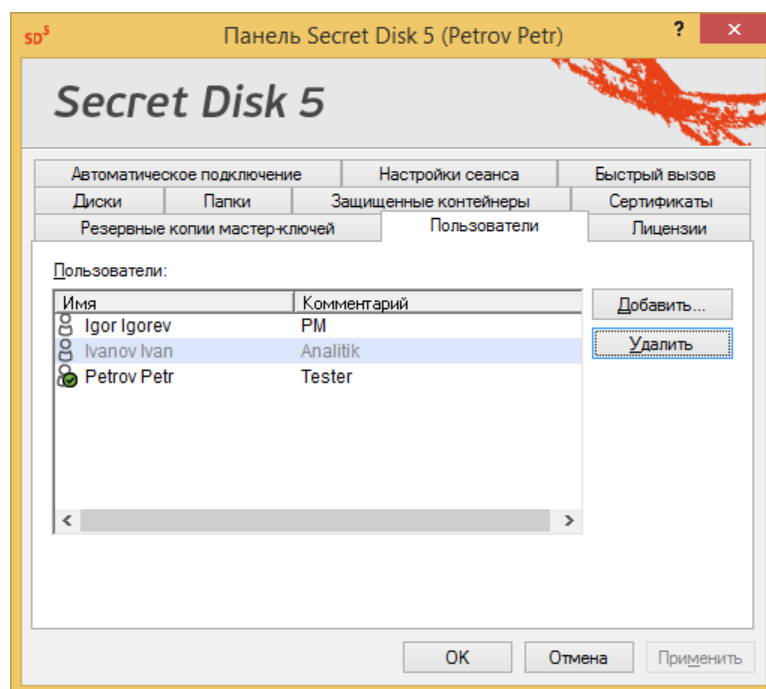 SD5 Панель Secret Disk 5 (Petrov Petr) ? ×
Secret Disk 5
Автоматическое подключение Настройки сеанса Быстрый вызов
Диски Папки Защищенные контейнеры Сертификаты
Резервные копии мастер-ключей Пользователи Лицензии
Пользователи:
Имя Комментарий Добавить...
Igor Igorev PM
Ivanov Ivan Analitik Удалить
Petrov Petr Tester
OK Отмена Применить